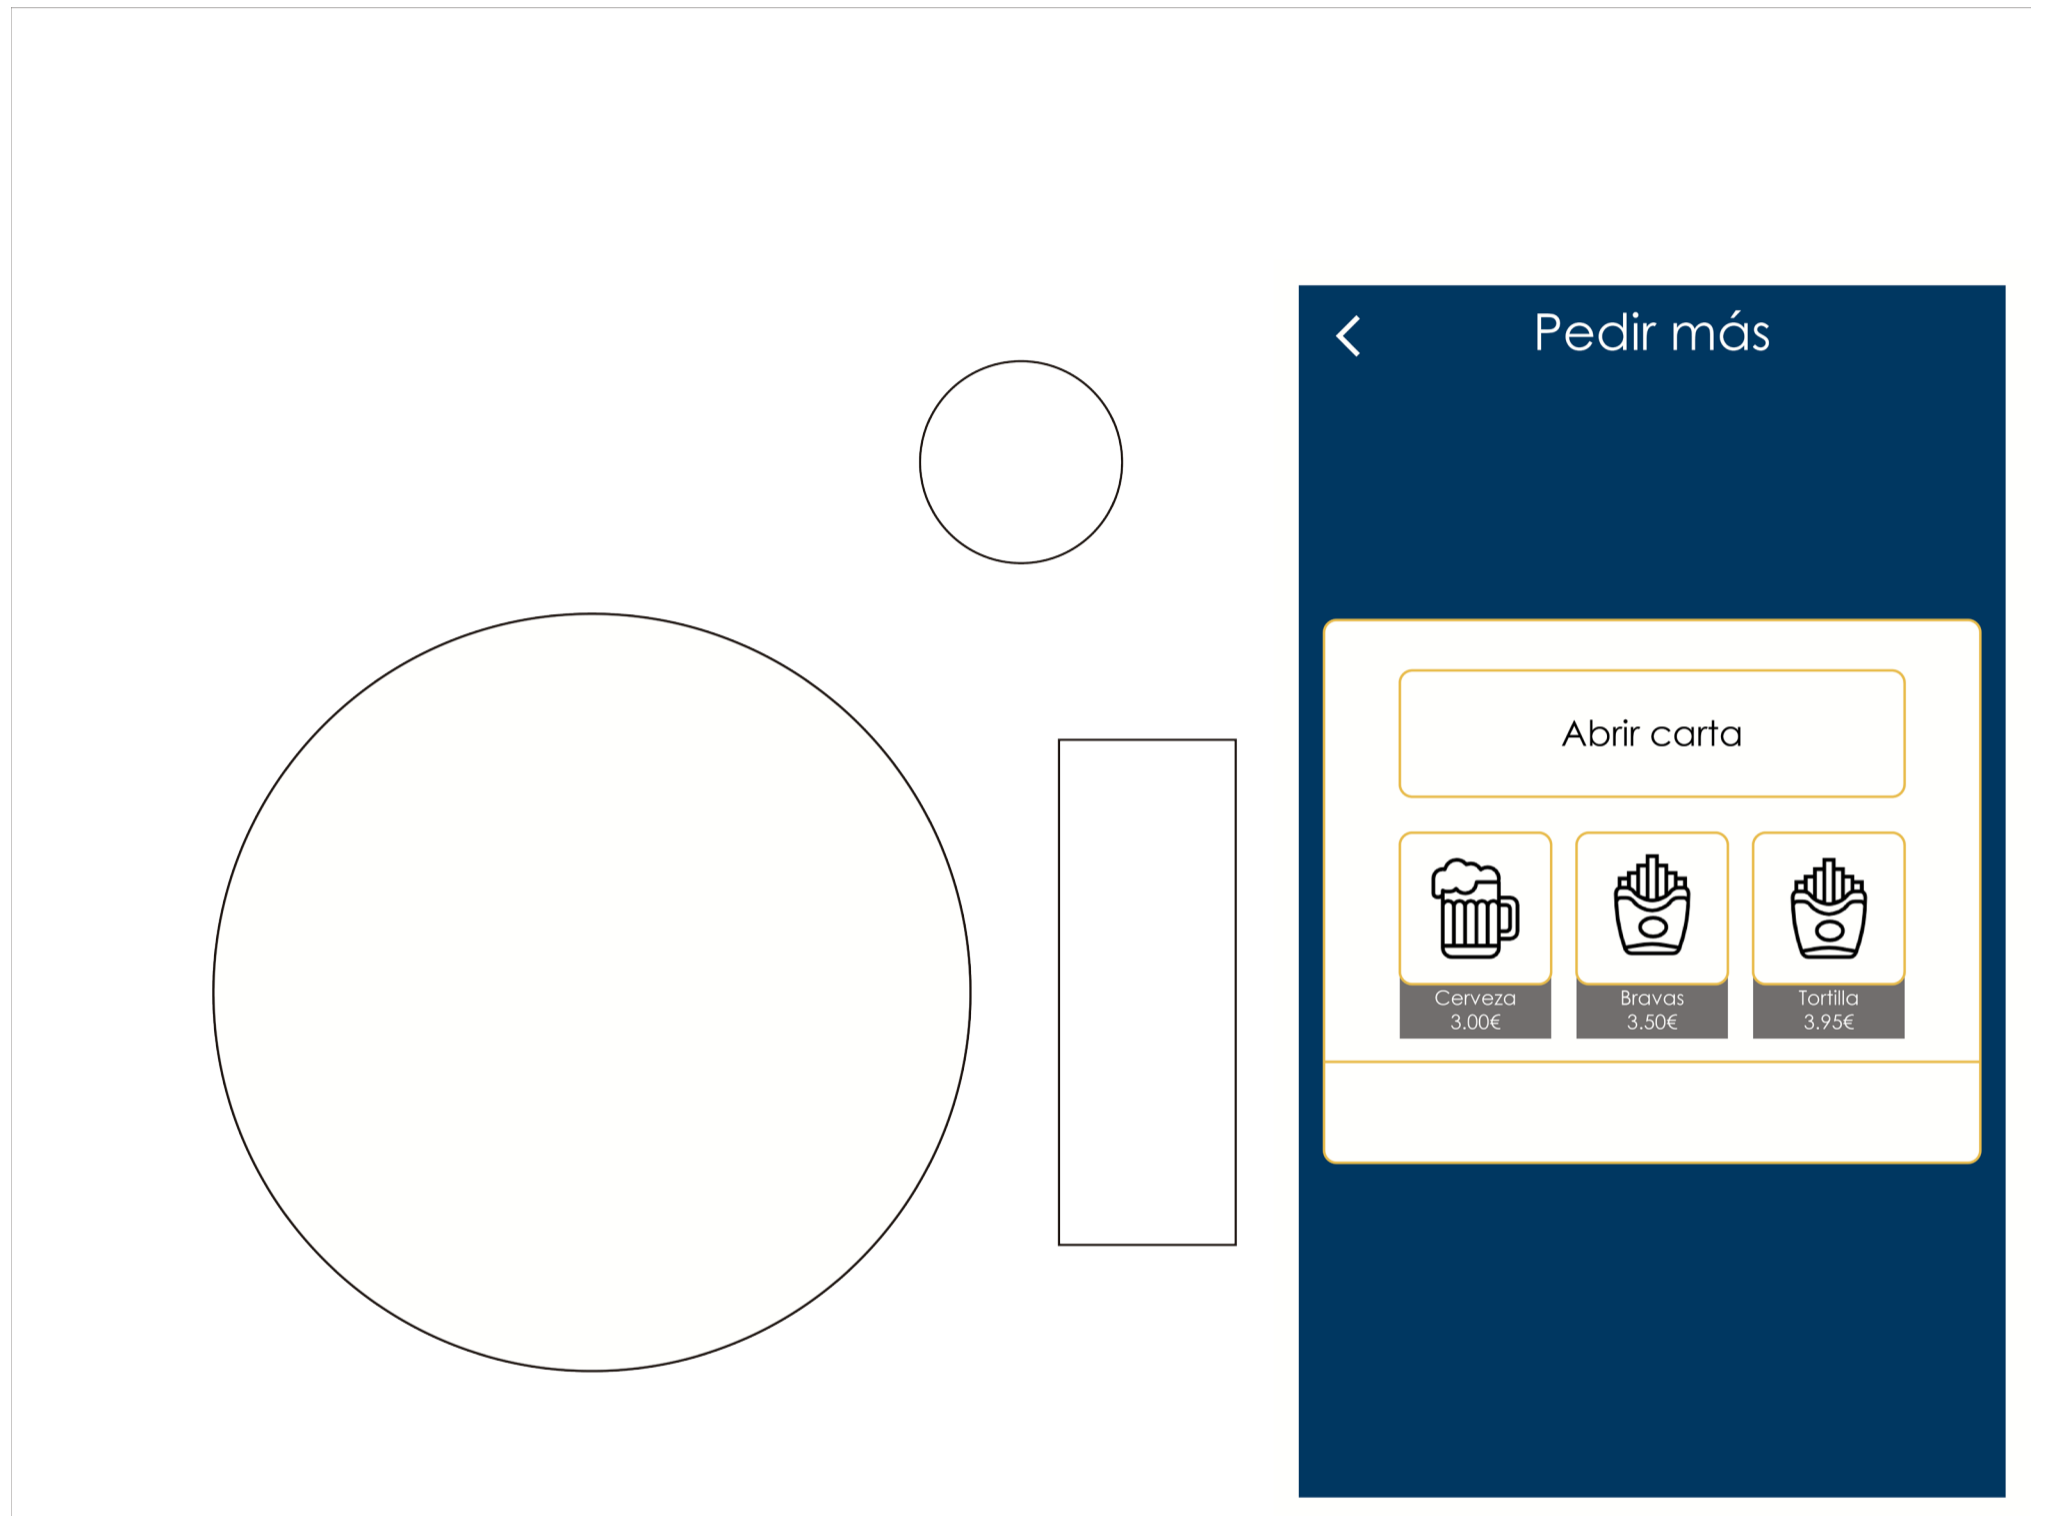 Pedir más
Abrir carta
Cerveza
3.00€
Bravas
3.50€
Tortilla
3.95€